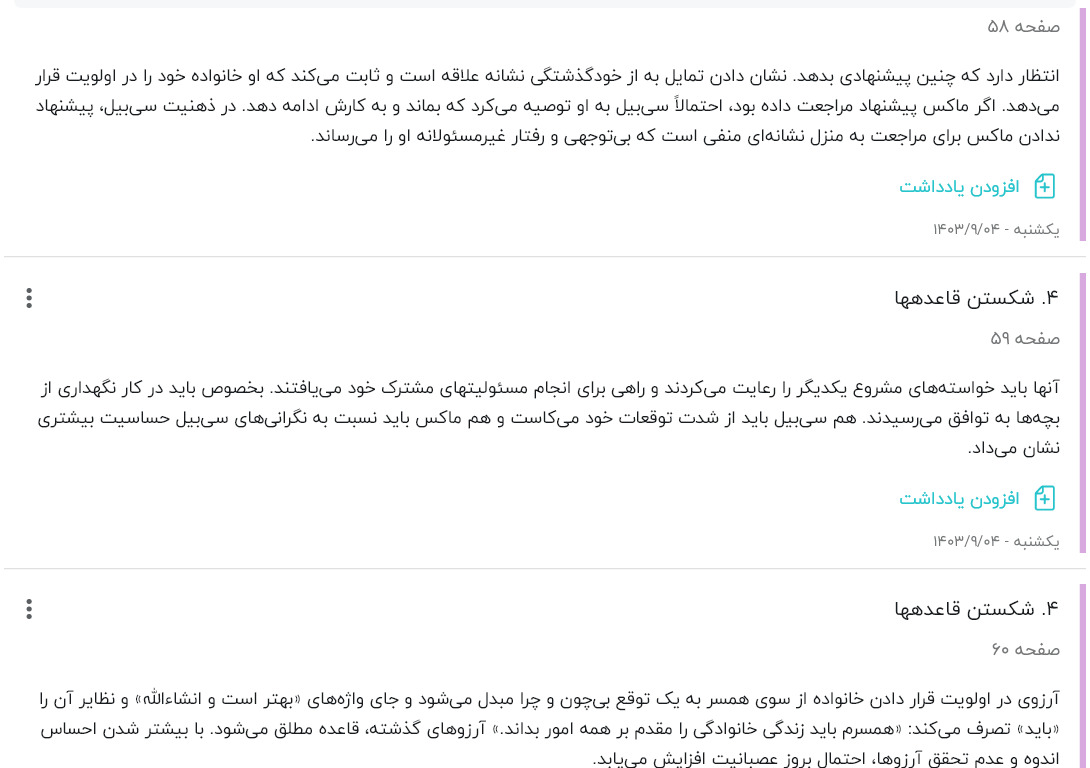 صفحه ۵۸
انتظار دارد که چنین پیشنهادی بدهد. نشان دادن تمایل به از خودگذشتگی نشانه علاقه است و ثابت می‌کند که او خانواده خود را در اولویت قرار
می‌دهد. اگر ماکس پیشنهاد مراجعت داده بود، احتمالاً سی‌بیل به او توصیه می‌کرد که بماند و به کارش ادامه دهد. در ذهنیت سی‌بیل، پیشنهاد
ندادن ماکس برای مراجعت به منزل نشانه‌ای منفی است که بی‌توجهی و رفتار غیرمسئولانه او را می‌رساند.
افزودن یادداشت
یکشنبه - ۱۴۰۳/۹/۰۴
۴. شکستن قاعدهها
صفحه ۵۹
آنها باید خواسته‌های مشروع یکدیگر را رعایت می‌کردند و راهی برای انجام مسئولیتهای مشترک خود می‌یافتند. بخصوص باید در کار نگهداری از
بچه‌ها به توافق می‌رسیدند. هم سی‌بیل باید از شدت توقعات خود می‌کاست و هم ماکس باید نسبت به نگرانی‌های سی‌بیل حساسیت بیشتری
نشان می‌داد.
افزودن یادداشت
یکشنبه - ۱۴۰۳/۹/۰۴
۴. شکستن قاعدهها
صفحه ۶۰
آرزوی در اولویت قرار دادن خانواده از سوی همسر به یک توقع بی‌چون و چرا مبدل می‌شود و جای واژه‌های «بهتر است و انشاءالله» و نظایر آن را
«باید» تصرف می‌کند: «همسرم باید زندگی خانوادگی را مقدم بر همه امور بداند.» آرزوهای گذشته، قاعده مطلق می‌شود. با بیشتر شدن احساس
اندوه و عدم تحقق آرزوها، احتمال بروز عصبانیت افزایش می‌یابد.